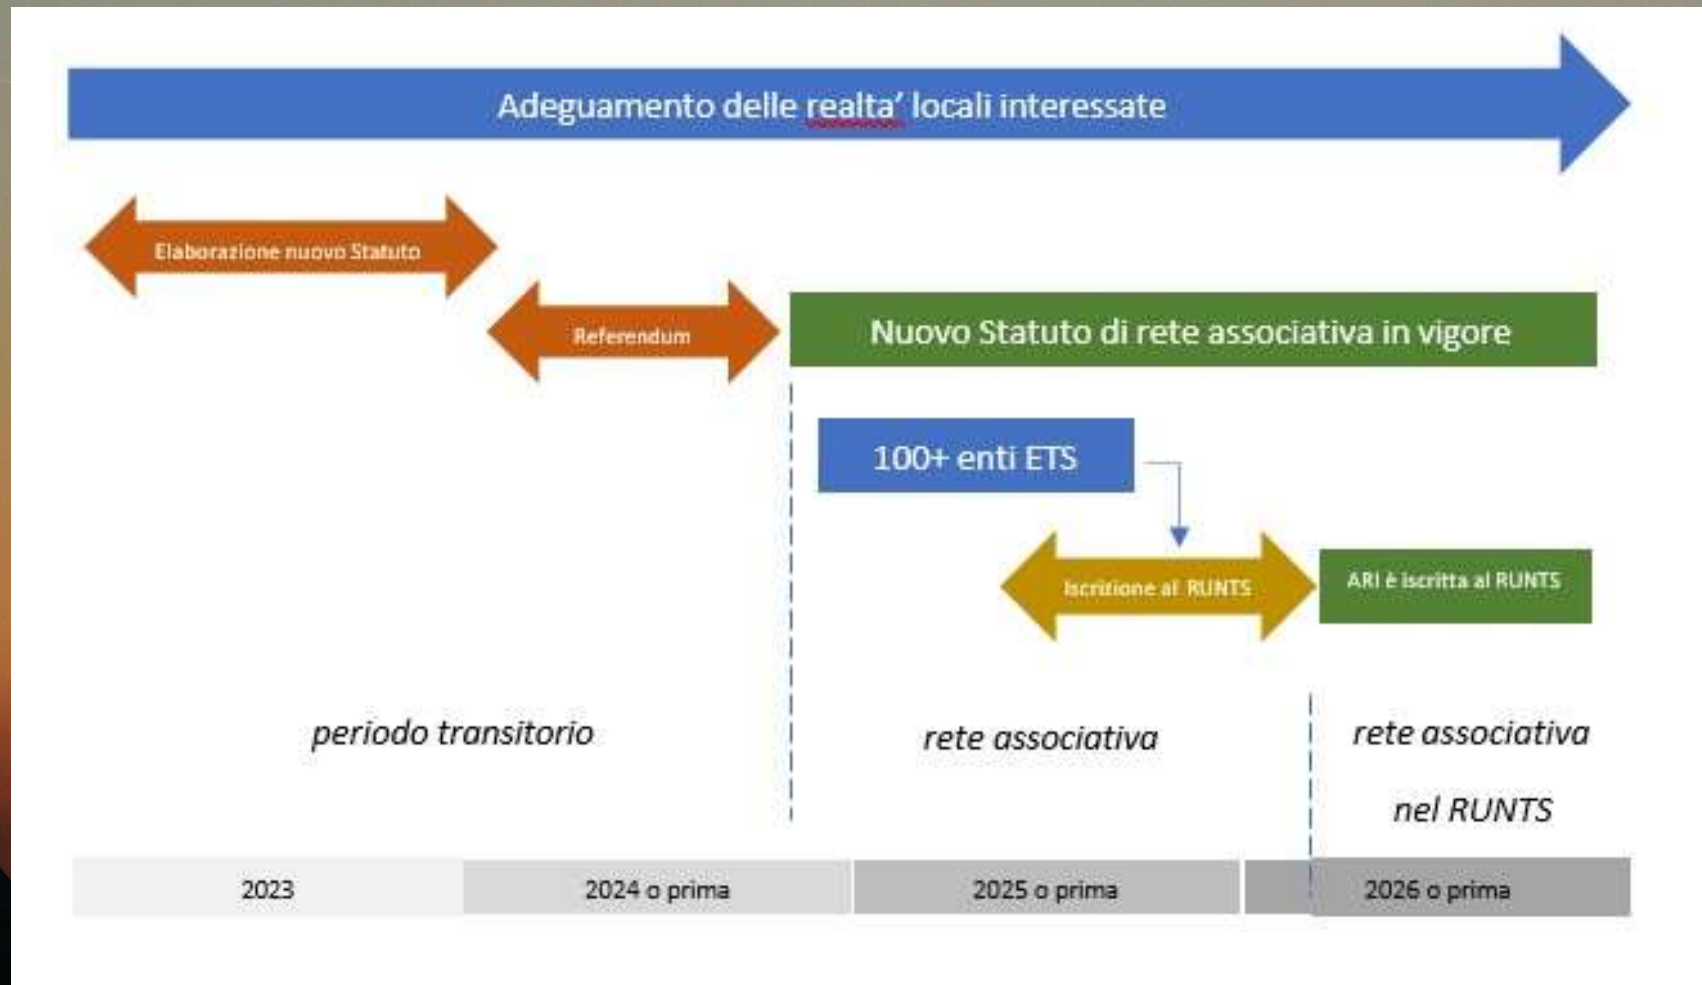 Adeguamento delle realta' locali interessate
Elaborazione nuovo Statuto
Referendum
Nuovo Statuto di rete associativa in vigore
100+ enti ETS
Iscrizione al RUNTS
ARI è iscritta al RUNTS
periodo transitorio
rete associativa
rete associativa
nel RUNTS
2023
2024 o prima
2025 o prima
2026 o prima